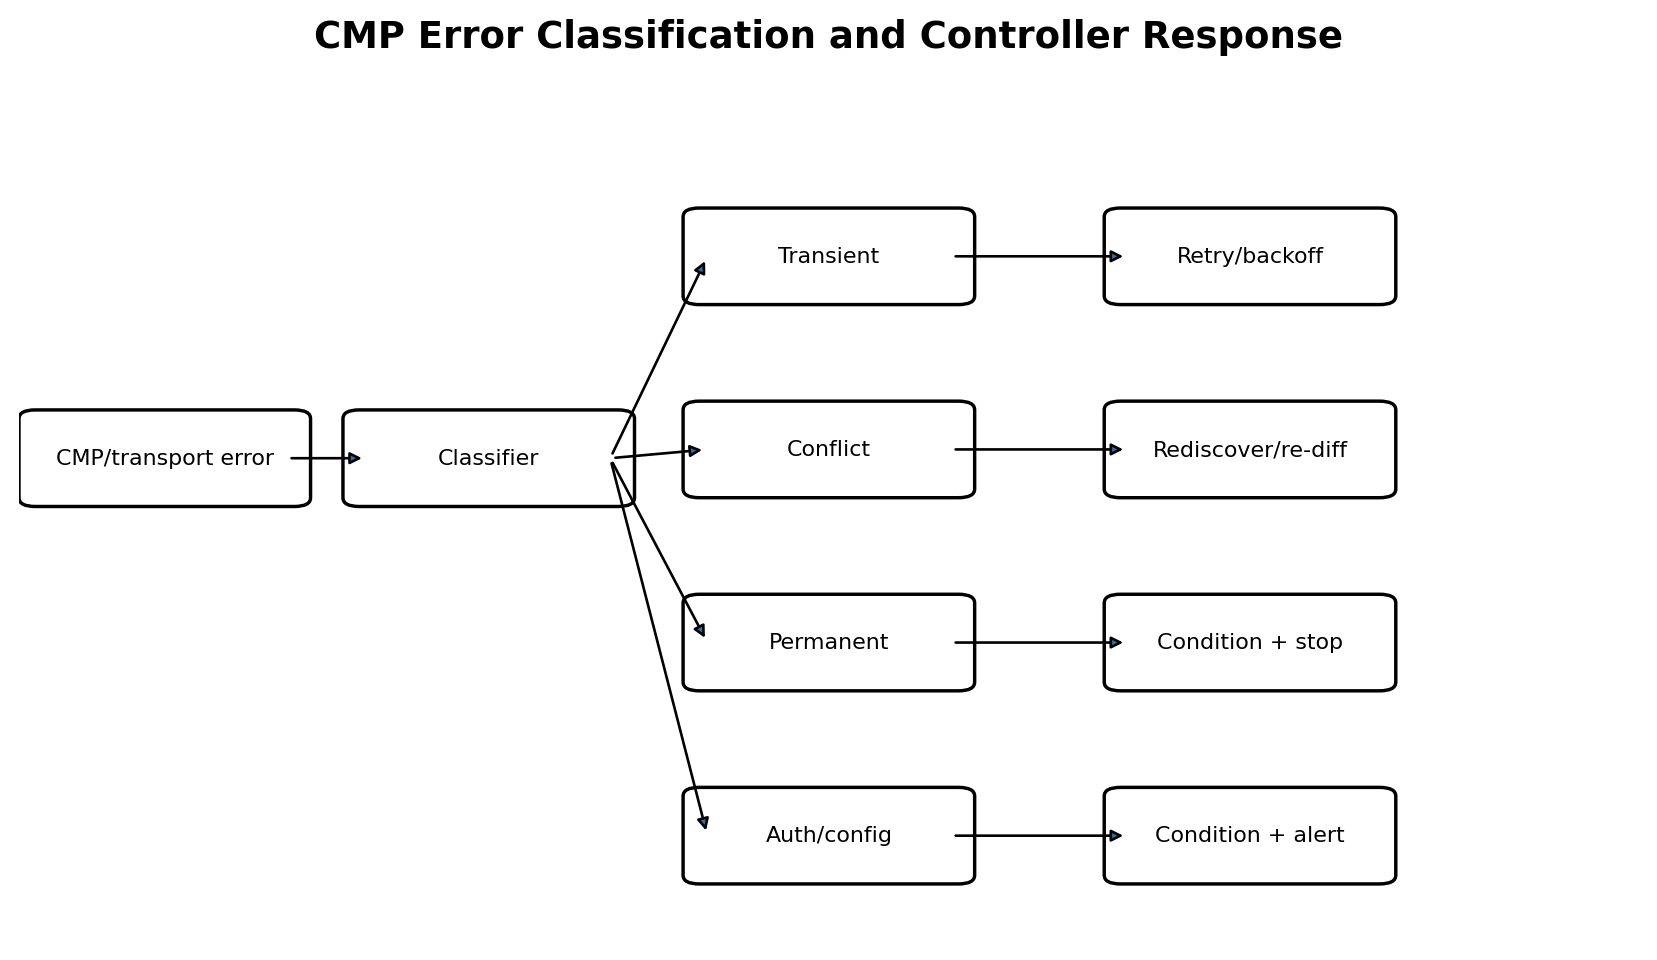 CMP Error Classification and Controller Response
Transient
Retry/backoff
Conflict
Rediscover/re-diff
CMP/transport error
Classifier
Permanent
Condition + stop
Auth/config
Condition + alert